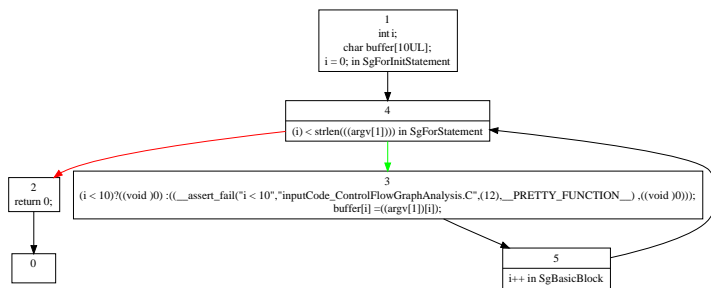 1
int i;
char buffer[10UL];
i = 0; in SgForInitStatement
4
(i) < strlen(((argv[1]))) in SgForStatement
2
return 0;
3
(i < 10)?((void )0) :((__assert_fail("i < 10","inputCode_ControlFlowGraphAnalysis.C",(12),__PRETTY_FUNCTION__) ,((void )0)));
buffer[i] =((argv[1])[i]);
0
5
i++ in SgBasicBlock